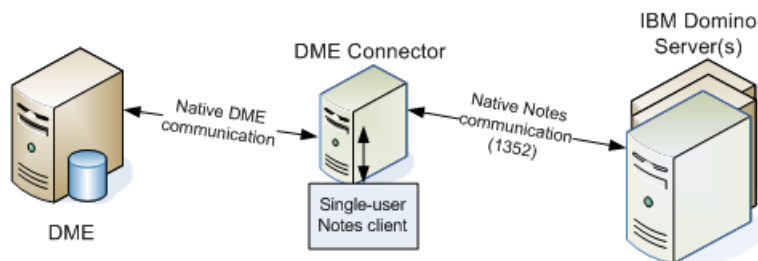 IBM Domino
Server(s)
DME Connector
Native DME
communication
Native Notes
communication
(1352)
Single-user
Notes client
DME